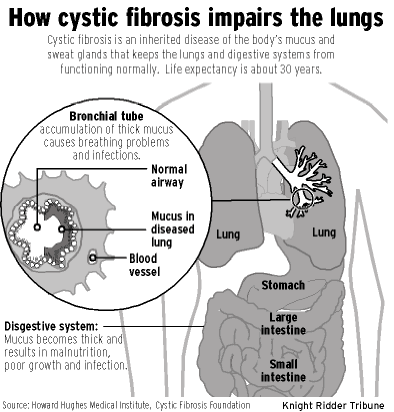 How cystic fibrosis impairs the lungs
Cystic fibrosis is an inherited disease of the body's mucus and
sweat glands that keeps the lungs and digestive systems from
functioning normally. Life expectancy is about 30 years.
Bronchial tube
accumulation of thick mucus
causes breathing problems
and infections.
Normal
airway
Mucus in
diseased
lung
Blood
vessel
Lung
Lung
Stomach
Large
intestine
Small
intestine
Disgestive system:
Mucus becomes thick and
results in malnutrition,
poor growth and infection.
Source: Howard Hughes Medical Institute, Cystic Fibrosis Foundation
Knight Ridder Tribune